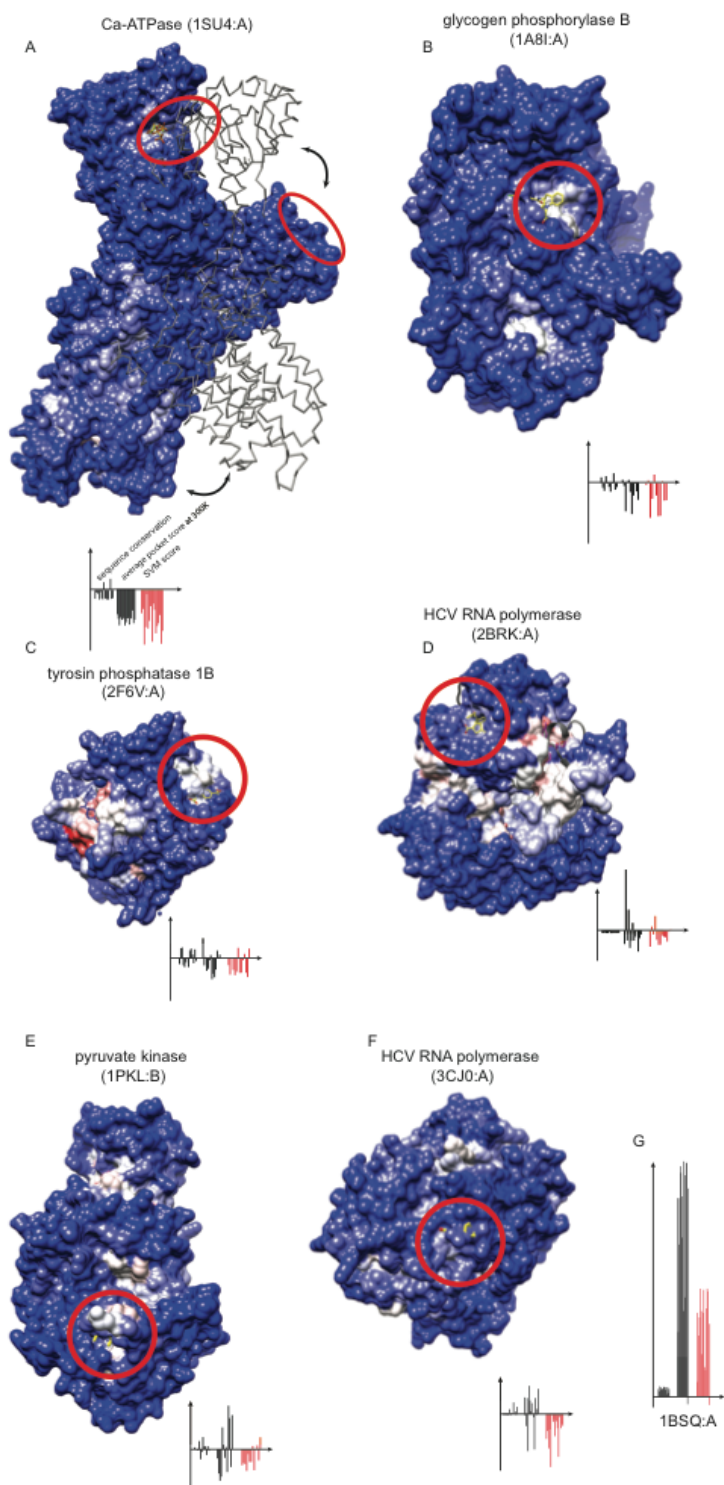 Ca-ATPase (1SU4:A)
A
glycogen phosphorylase B
(1A8I:A)
B
sequence conservation
average pocket score at 300K
SVM score
C
tyrosin phosphatase 1B
(2F6V:A)
HCV RNA polymerase
(2BRK:A)
D
E
pyruvate kinase
(1PKL:B)
F
HCV RNA polymerase
(3CJ0:A)
G
1BSQ:A